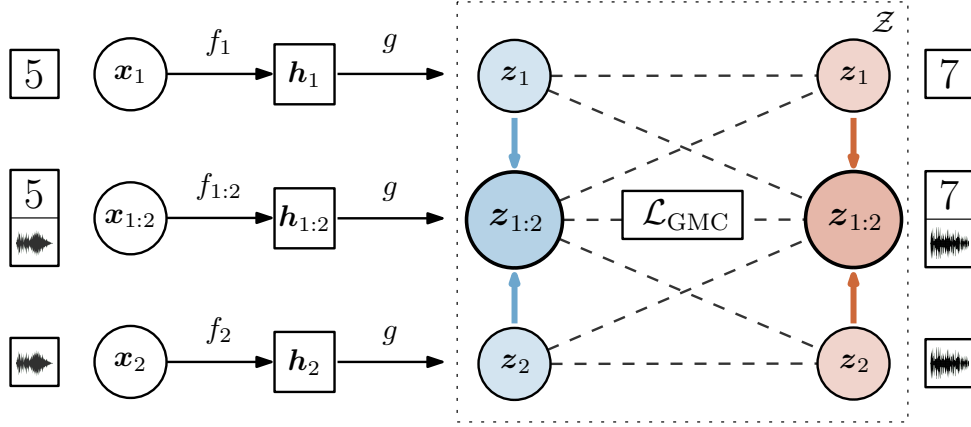 f₁ g 𝒵
5 x₁ h₁ z₁ z₁ 7
f₁:₂ g
5 x₁:₂ h₁:₂ z₁:₂ ℒ_GMC z₁:₂ 7
f₂ g
x₂ h₂ z₂ z₂